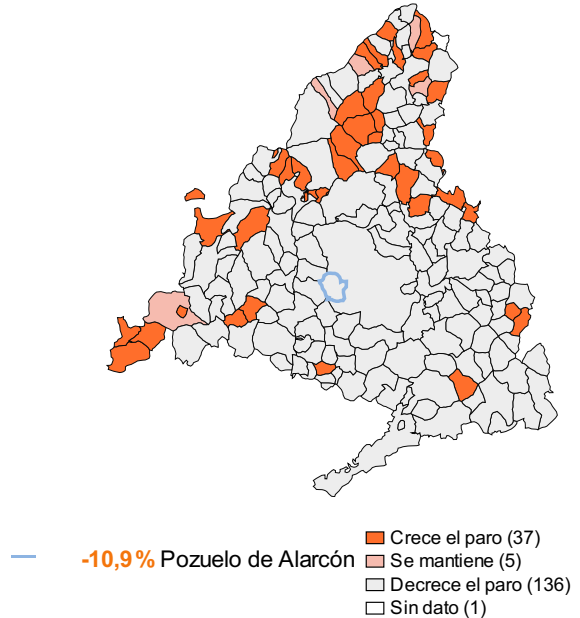 -10,9% Pozuelo de Alarcón
Crece el paro (37)
Se mantiene (5)
Decrece el paro (136)
Sin dato (1)